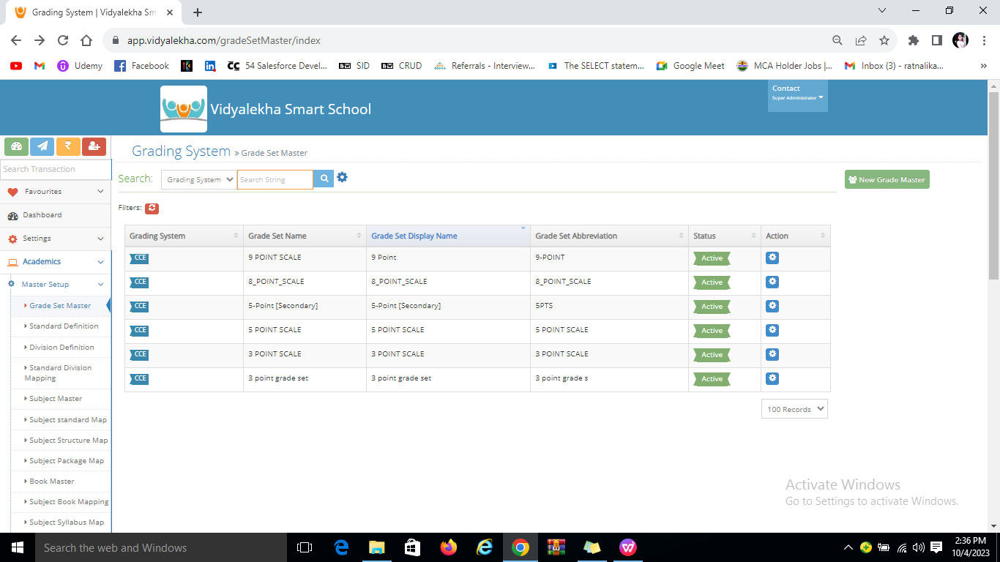 Grading System | Vidyalekha Sm
app.vidyalekha.com/gradeSetMaster/index
Udemy Facebook 54 Salesforce Devel... SID CRUD Referrals - Interview... The SELECT statem... Google Meet MCA Holder Jobs |... Inbox (3) - ratnalika... »
Vidyalekha Smart School
Contact
Super Administrator
Search Transaction
Favourites
Dashboard
Settings
Academics
Master Setup
Grade Set Master
Standard Definition
Division Definition
Standard Division
Mapping
Subject Master
Subject standard Map
Subject Structure Map
Subject Package Map
Book Master
Subject Book Mapping
Subject Syllabus Map
Grading System » Grade Set Master
Search: Grading System Search String
New Grade Master
Filters:
Grading System Grade Set Name Grade Set Display Name Grade Set Abbreviation Status Action
CCE 9 POINT SCALE 9 Point 9-POINT Active
CCE 8_POINT_SCALE 8_POINT_SCALE 8_POINT_SCALE Active
CCE 5-Point [Secondary] 5-Point [Secondary] 5PTS Active
CCE 5 POINT SCALE 5 POINT SCALE 5 POINT SCALE Active
CCE 3 POINT SCALE 3 POINT SCALE 3 POINT SCALE Active
CCE 3 point grade set 3 point grade set 3 point grade s Active
100 Records
Activate Windows
Go to Settings to activate Windows.
Search the web and Windows
2:36 PM
10/4/2023